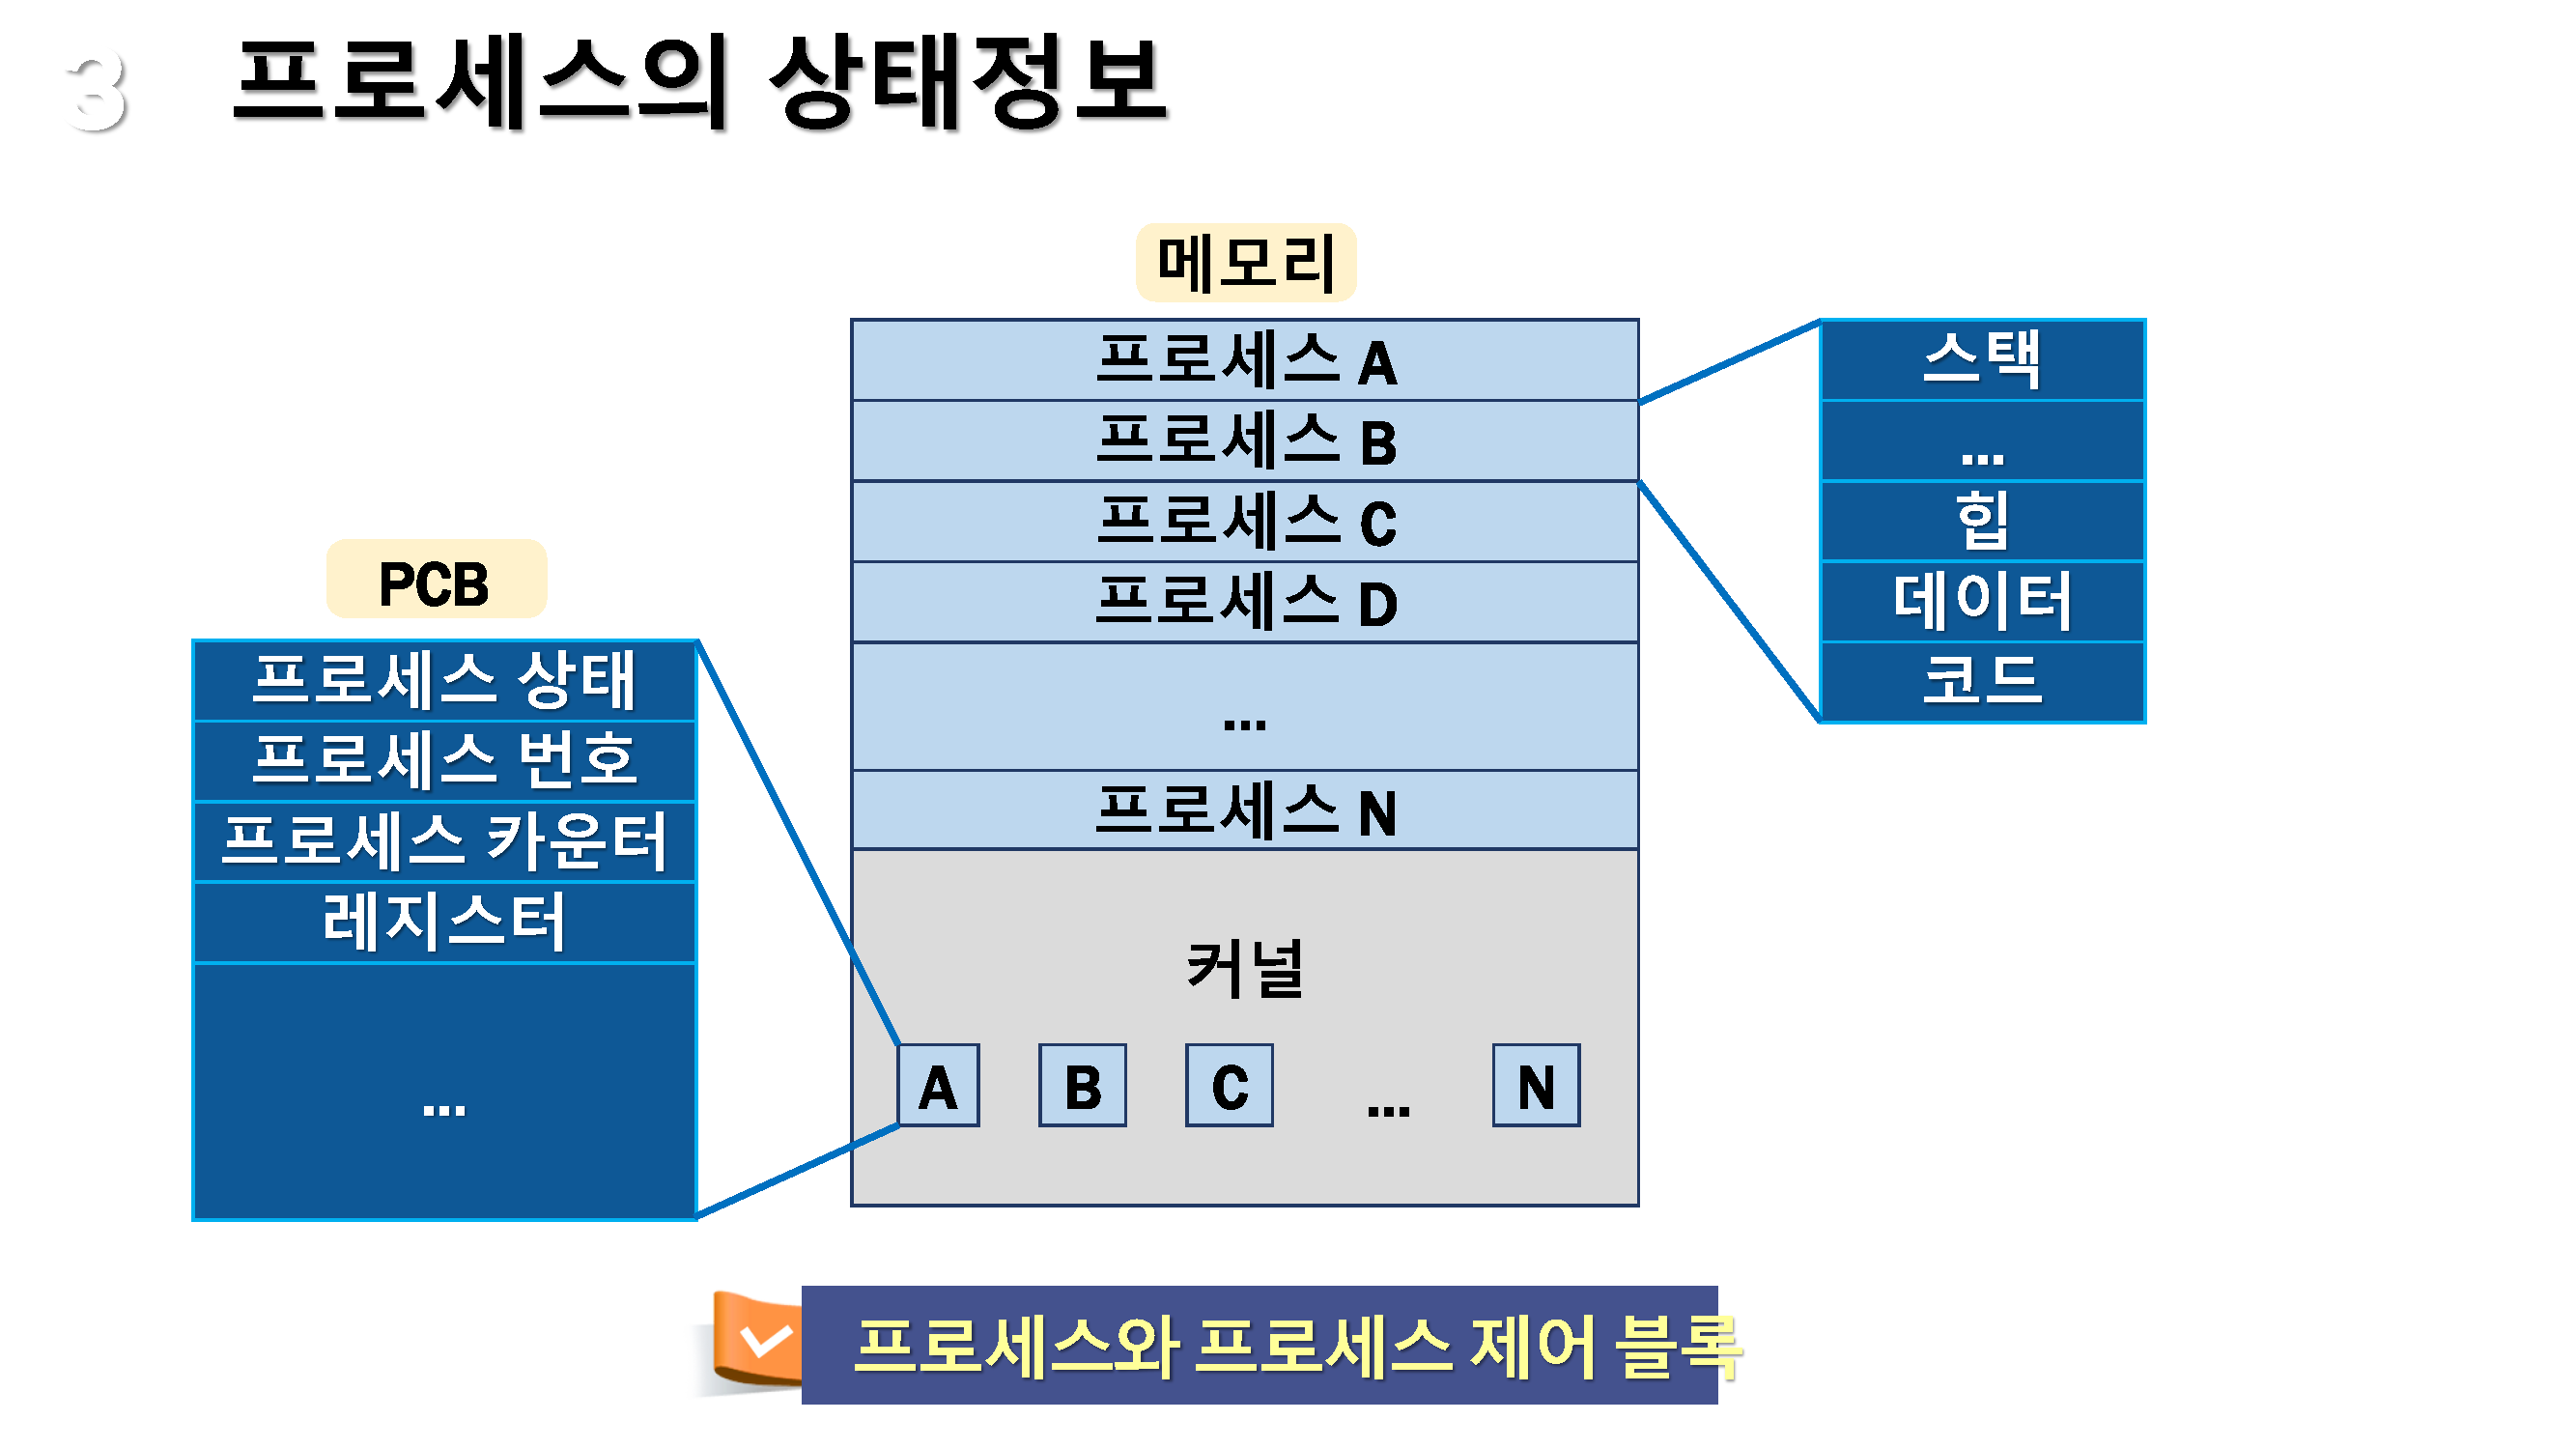 3 프로세스의 상태정보
메모리
프로세스 A
프로세스 B
프로세스 C
프로세스 D
...
프로세스 N
커널
A B C ... N
스택
...
힙
데이터
코드
PCB
프로세스 상태
프로세스 번호
프로세스 카운터
레지스터
...
프로세스와 프로세스 제어 블록